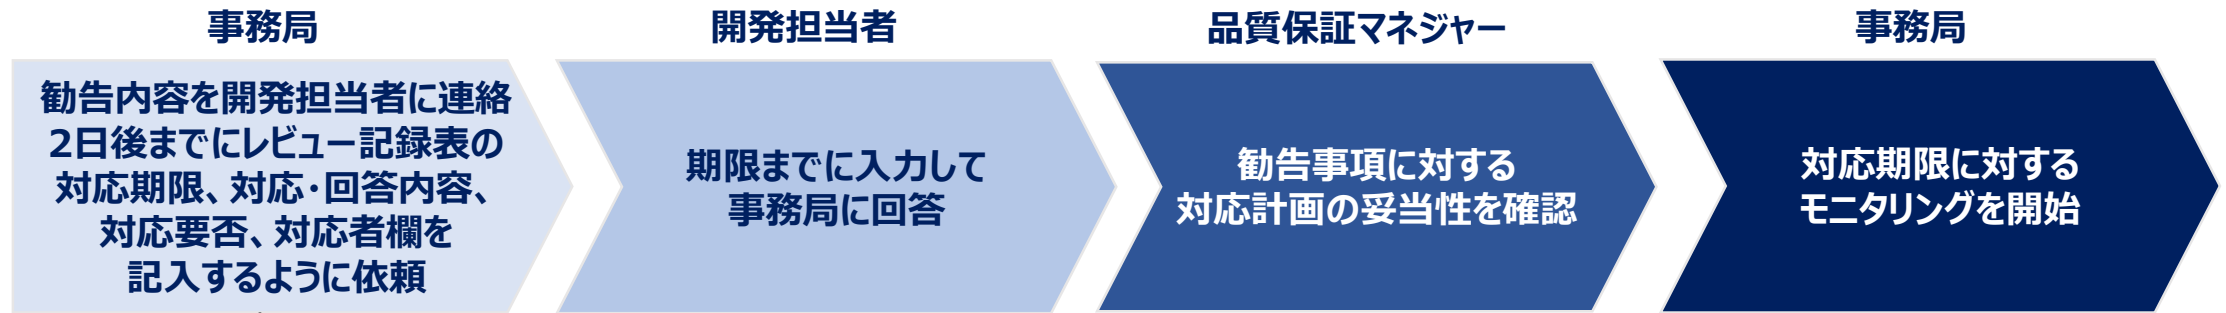 事務局
勧告内容を開発担当者に連絡
2日後までにレビュー記録表の
対応期限、対応・回答内容、
対応要否、対応者欄を
記入するように依頼
開発担当者
期限までに入力して
事務局に回答
品質保証マネジャー
勧告事項に対する
対応計画の妥当性を確認
事務局
対応期限に対する
モニタリングを開始